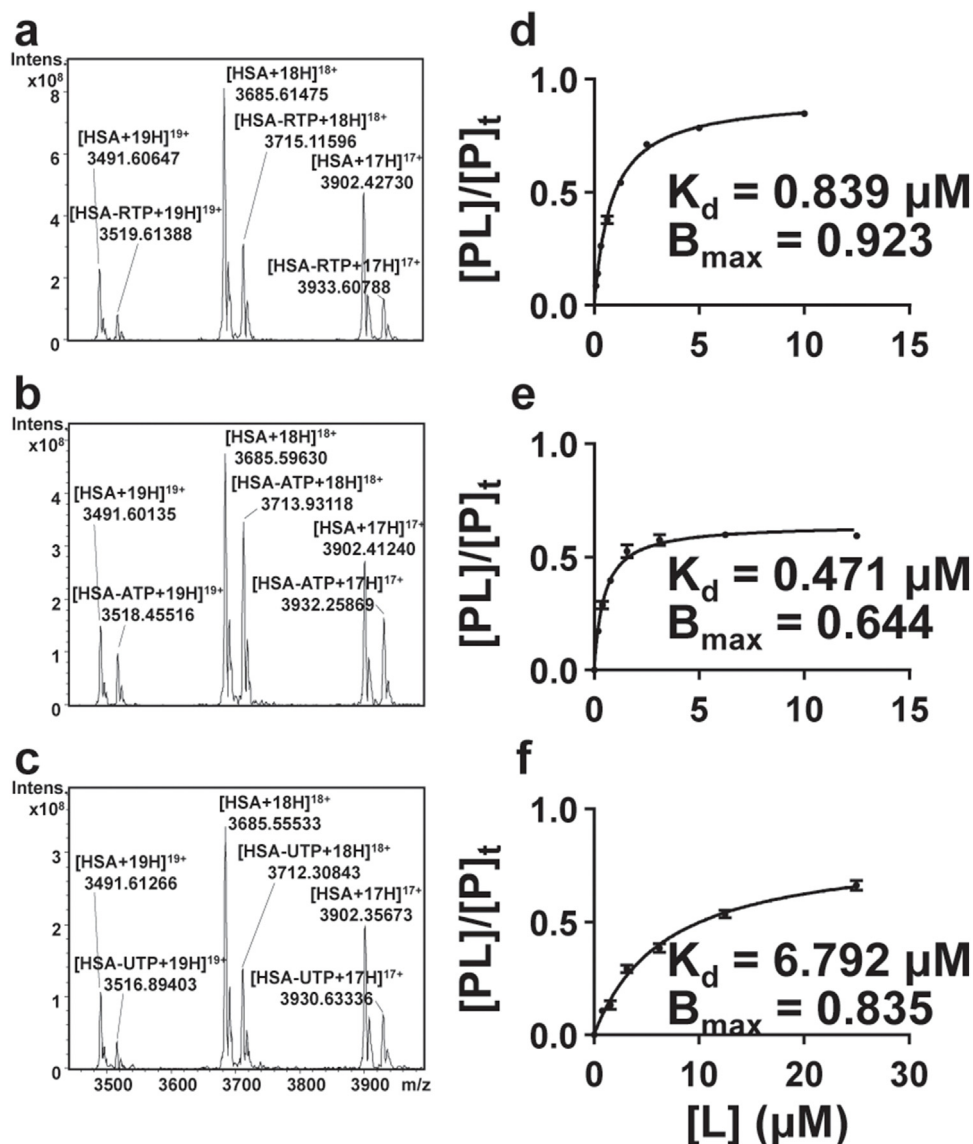 a
Intens.
x10⁸
8
6
4
2
0
[HSA+18H]¹⁸⁺
3685.61475
[HSA-RTP+18H]¹⁸⁺
3715.11596
[HSA+19H]¹⁹⁺
3491.60647
[HSA+17H]¹⁷⁺
3902.42730
[HSA-RTP+19H]¹⁹⁺
3519.61388
[HSA-RTP+17H]¹⁷⁺
3933.60788
d
[PL]/[P]t
1.0
0.5
0.0
Kd = 0.839 µM
Bmax = 0.923
0 5 10 15
b
Intens.
x10⁸
4
3
2
1
0
[HSA+18H]¹⁸⁺
3685.59630
[HSA-ATP+18H]¹⁸⁺
3713.93118
[HSA+19H]¹⁹⁺
3491.60135
[HSA+17H]¹⁷⁺
3902.41240
[HSA-ATP+19H]¹⁹⁺
3518.45516
[HSA-ATP+17H]¹⁷⁺
3932.25869
e
[PL]/[P]t
1.0
0.5
0.0
Kd = 0.471 µM
Bmax = 0.644
0 5 10 15
c
Intens.
x10⁸
3
2
1
0
[HSA+18H]¹⁸⁺
3685.55533
[HSA-UTP+18H]¹⁸⁺
3712.30843
[HSA+19H]¹⁹⁺
3491.61266
[HSA+17H]¹⁷⁺
3902.35673
[HSA-UTP+19H]¹⁹⁺
3516.89403
[HSA-UTP+17H]¹⁷⁺
3930.63336
3500 3600 3700 3800 3900 m/z
f
[PL]/[P]t
1.0
0.5
0.0
Kd = 6.792 µM
Bmax = 0.835
0 10 20 30
[L] (µM)